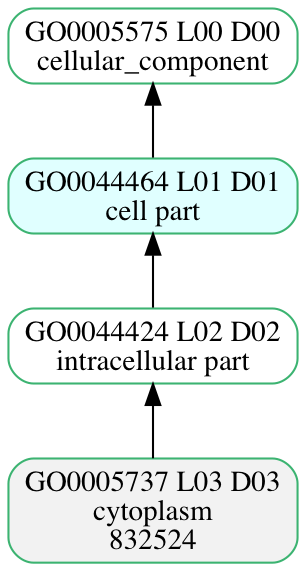 GO0005575 L00 D00
cellular_component
GO0044464 L01 D01
cell part
GO0044424 L02 D02
intracellular part
GO0005737 L03 D03
cytoplasm
832524